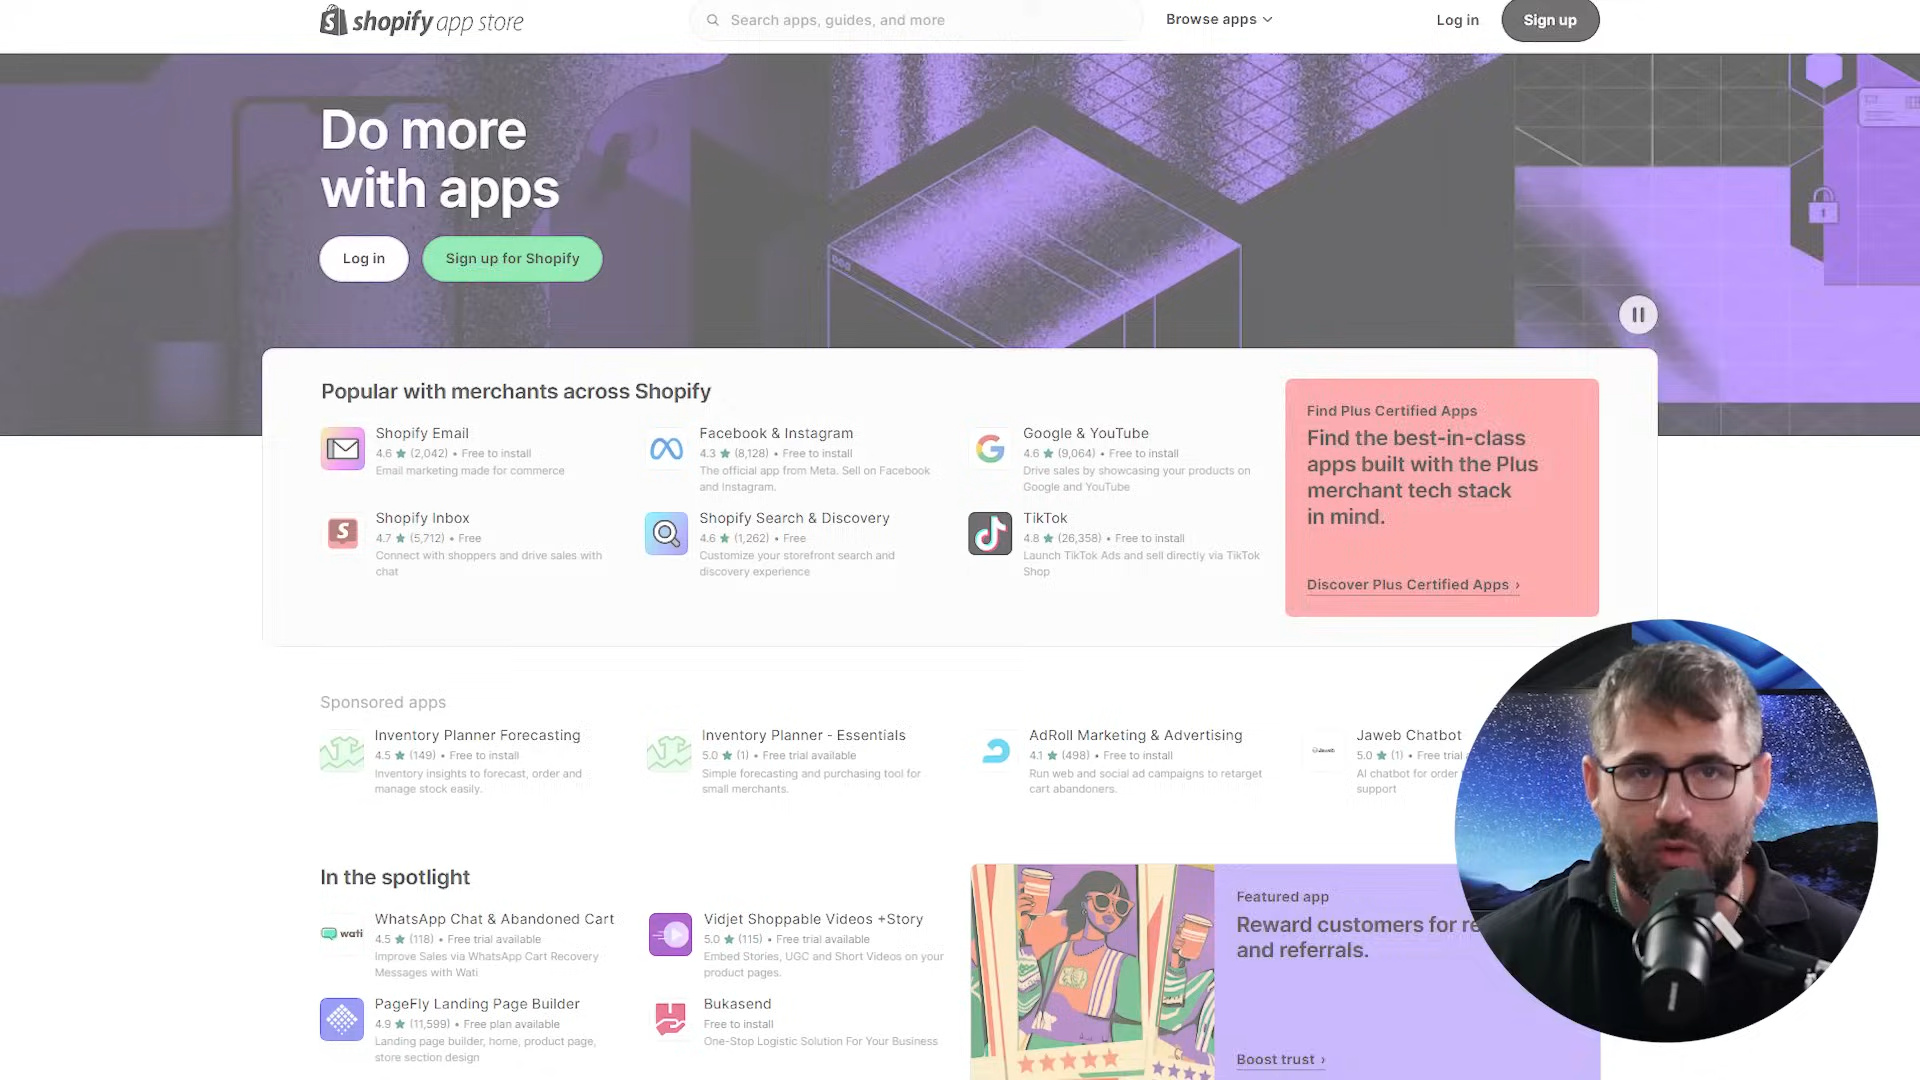 shopify app store
Search apps, guides, and more
Browse apps
Log in
Sign up
Do more
with apps
Log in
Sign up for Shopify
Popular with merchants across Shopify
Shopify Email
4.6 ★ (2,042) • Free to install
Email marketing made for commerce
Facebook & Instagram
4.3 ★ (8,128) • Free to install
The official app from Meta. Sell on Facebook
and Instagram.
Google & YouTube
4.6 ★ (9,064) • Free to install
Drive sales by showcasing your products on
Google and YouTube
Shopify Inbox
4.7 ★ (5,712) • Free
Connect with shoppers and drive sales with
chat
Shopify Search & Discovery
4.6 ★ (1,262) • Free
Customize your storefront search and
discovery experience
TikTok
4.8 ★ (26,358) • Free to install
Launch TikTok Ads and sell directly via TikTok
Shop
Find Plus Certified Apps
Find the best-in-class
apps built with the Plus
merchant tech stack
in mind.
Discover Plus Certified Apps ›
Sponsored apps
Inventory Planner Forecasting
4.5 ★ (149) • Free to install
Inventory insights to forecast, order and
manage stock easily.
Inventory Planner - Essentials
5.0 ★ (1) • Free trial available
Simple forecasting and purchasing tool for
small merchants.
AdRoll Marketing & Advertising
4.1 ★ (498) • Free to install
Run web and social ad campaigns to retarget
cart abandoners.
Jaweb
Jaweb Chatbot
5.0 ★ (1) • Free trial
AI chatbot for order
support
In the spotlight
wati
WhatsApp Chat & Abandoned Cart
4.5 ★ (118) • Free trial available
Improve Sales via WhatsApp Cart Recovery
Messages with Wati
Vidjet Shoppable Videos +Story
5.0 ★ (115) • Free trial available
Embed Stories, UGC and Short Videos on your
product pages.
PageFly Landing Page Builder
4.9 ★ (11,599) • Free plan available
Landing page builder, home, product page,
store section design
Bukasend
Free to install
One-Stop Logistic Solution For Your Business
Featured app
Reward customers for re
and referrals.
Boost trust ›